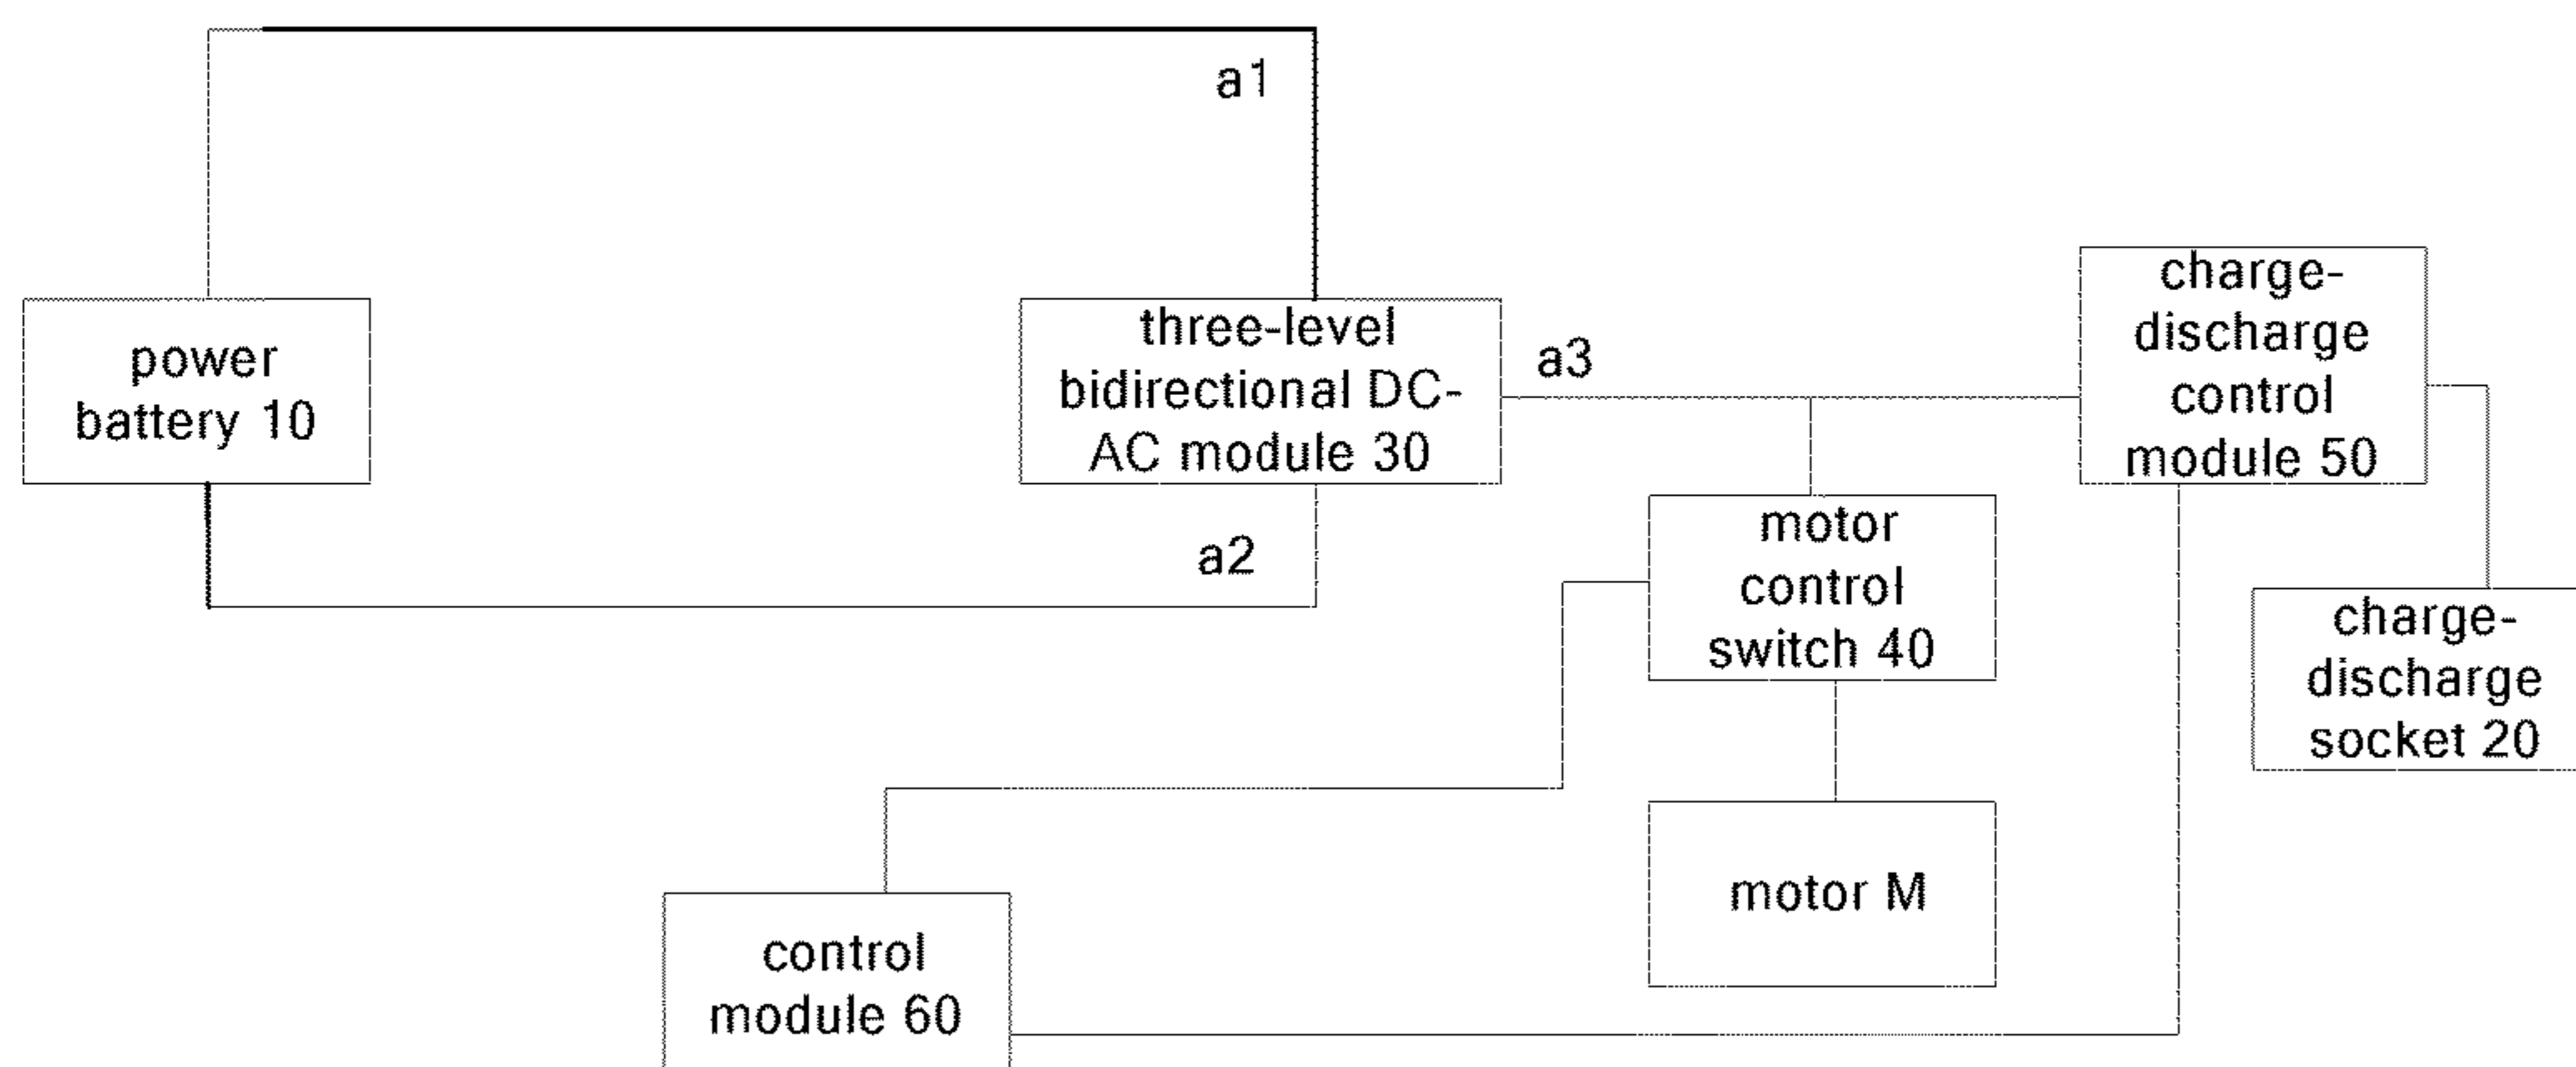 a1
power
battery 10
three-level
bidirectional DC-
AC module 30
a3
charge-
discharge
control
module 50
a2
motor
control
switch 40
charge-
discharge
socket 20
motor M
control
module 60